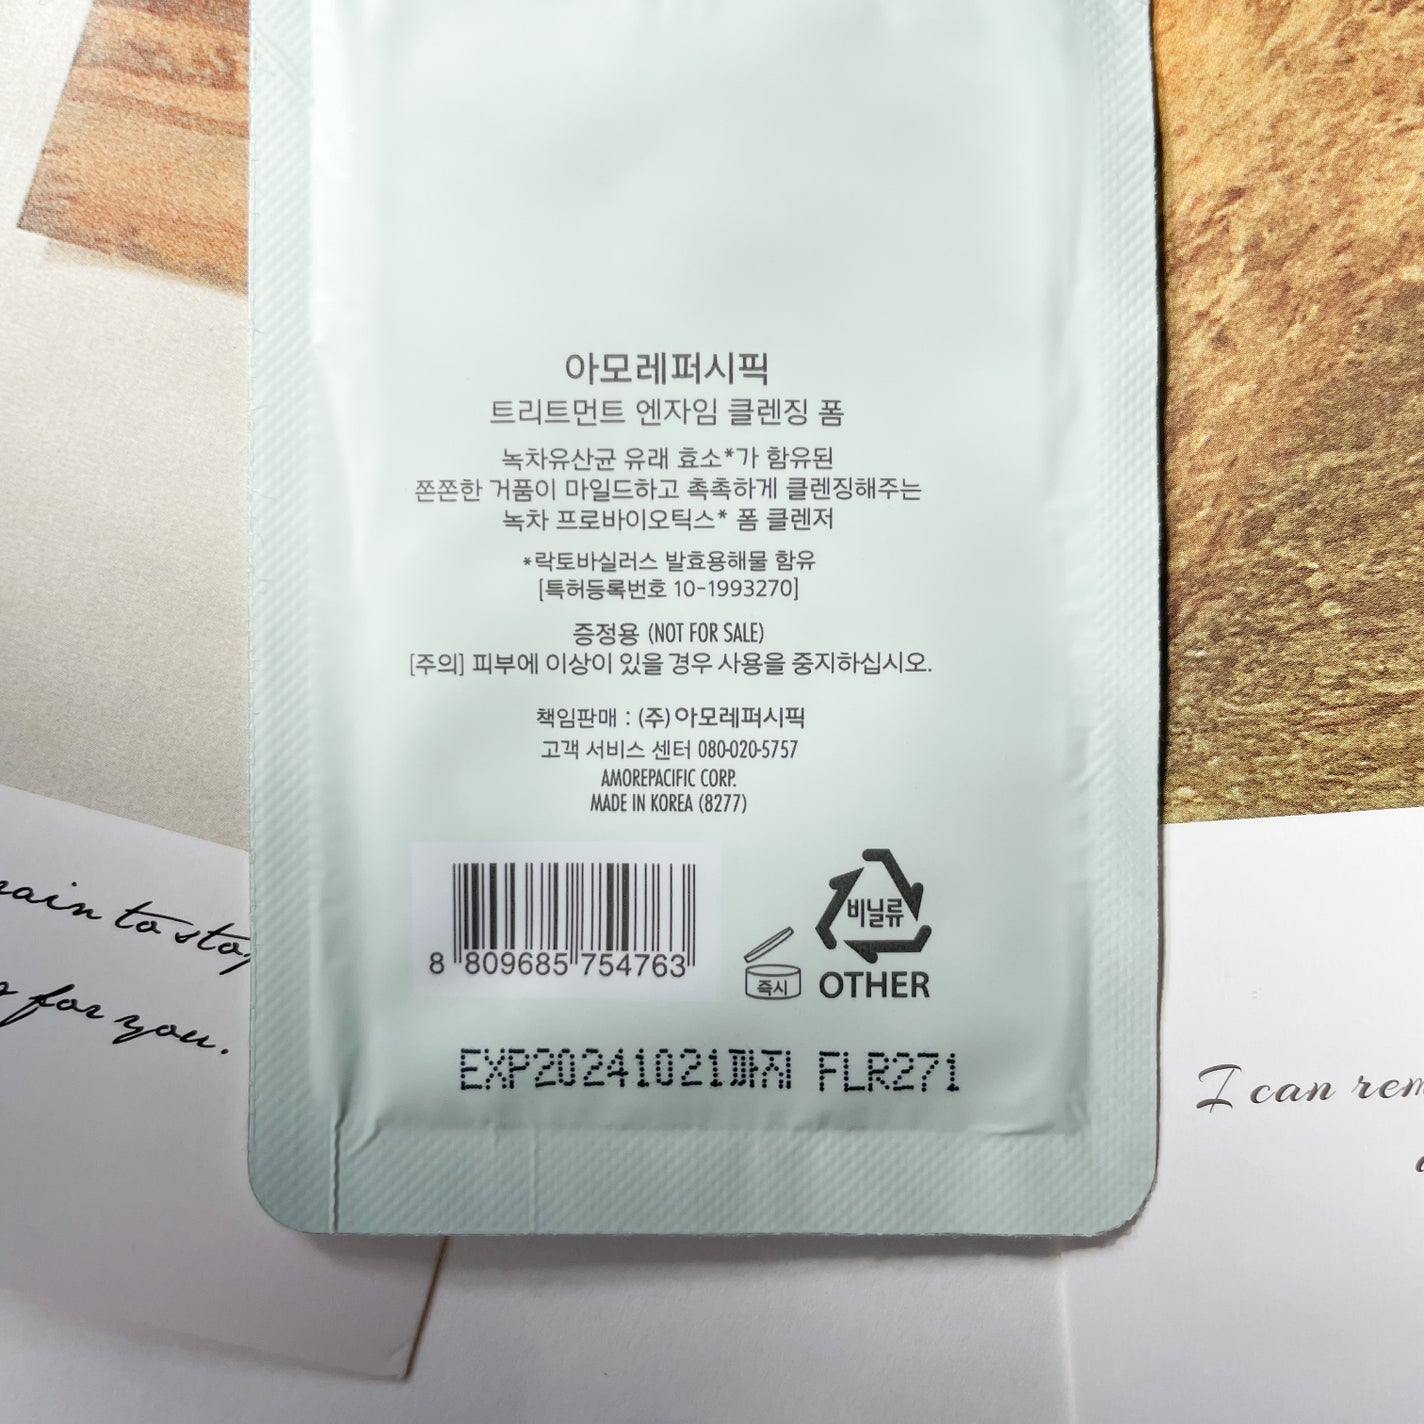 아모레퍼시픽
트리트먼트 엔자임 클렌징 폼
녹차유산균 유래 효소*가 함유된
쫀쫀한 거품이 마일드하고 촉촉하게 클렌징해주는
녹차 프로바이오틱스* 폼 클렌저
*락토바실러스 발효용해물 함유
[특허등록번호 10-1993270]
증정용 (NOT FOR SALE)
[주의] 피부에 이상이 있을 경우 사용을 중지하십시오.
책임판매 : (주)아모레퍼시픽
고객 서비스 센터 080-020-5757
AMOREPACIFIC CORP.
MADE IN KOREA (8277)
8 809685 754763
즉시
비닐류
OTHER
EXP20241021까지 FLR271
to
for you.
I can